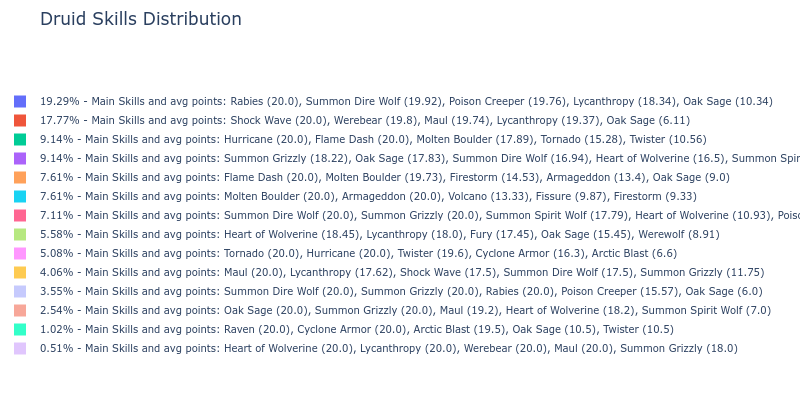 Druid Skills Distribution
19.29% - Main Skills and avg points: Rabies (20.0), Summon Dire Wolf (19.92), Poison Creeper (19.76), Lycanthropy (18.34), Oak Sage (10.34)
17.77% - Main Skills and avg points: Shock Wave (20.0), Werebear (19.8), Maul (19.74), Lycanthropy (19.37), Oak Sage (6.11)
9.14% - Main Skills and avg points: Hurricane (20.0), Flame Dash (20.0), Molten Boulder (17.89), Tornado (15.28), Twister (10.56)
9.14% - Main Skills and avg points: Summon Grizzly (18.22), Oak Sage (17.83), Summon Dire Wolf (16.94), Heart of Wolverine (16.5), Summon Spir
7.61% - Main Skills and avg points: Flame Dash (20.0), Molten Boulder (19.73), Firestorm (14.53), Armageddon (13.4), Oak Sage (9.0)
7.61% - Main Skills and avg points: Molten Boulder (20.0), Armageddon (20.0), Volcano (13.33), Fissure (9.87), Firestorm (9.33)
7.11% - Main Skills and avg points: Summon Dire Wolf (20.0), Summon Grizzly (20.0), Summon Spirit Wolf (17.79), Heart of Wolverine (10.93), Poiso
5.58% - Main Skills and avg points: Heart of Wolverine (18.45), Lycanthropy (18.0), Fury (17.45), Oak Sage (15.45), Werewolf (8.91)
5.08% - Main Skills and avg points: Tornado (20.0), Hurricane (20.0), Twister (19.6), Cyclone Armor (16.3), Arctic Blast (6.6)
4.06% - Main Skills and avg points: Maul (20.0), Lycanthropy (17.62), Shock Wave (17.5), Summon Dire Wolf (17.5), Summon Grizzly (11.75)
3.55% - Main Skills and avg points: Summon Dire Wolf (20.0), Summon Grizzly (20.0), Rabies (20.0), Poison Creeper (15.57), Oak Sage (6.0)
2.54% - Main Skills and avg points: Oak Sage (20.0), Summon Grizzly (20.0), Maul (19.2), Heart of Wolverine (18.2), Summon Spirit Wolf (7.0)
1.02% - Main Skills and avg points: Raven (20.0), Cyclone Armor (20.0), Arctic Blast (19.5), Oak Sage (10.5), Twister (10.5)
0.51% - Main Skills and avg points: Heart of Wolverine (20.0), Lycanthropy (20.0), Werebear (20.0), Maul (20.0), Summon Grizzly (18.0)